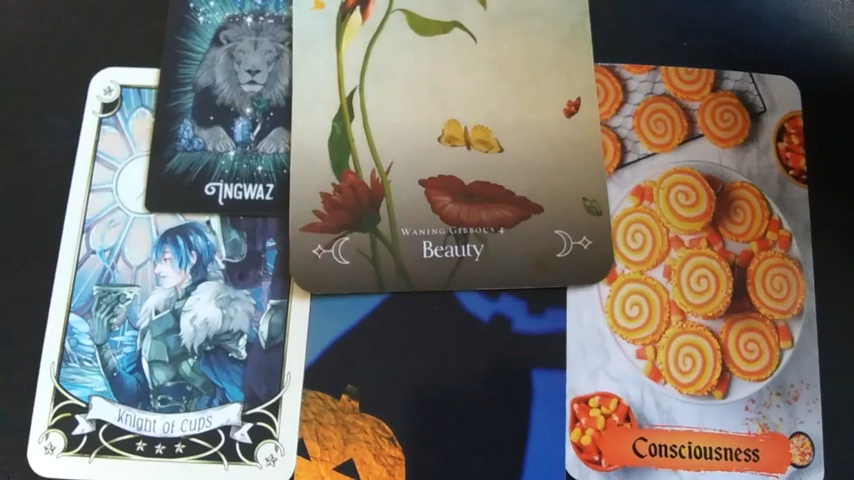 INGWAZ
WANING GIBBOUS 4
Beauty
Knight of Cups
Consciousness